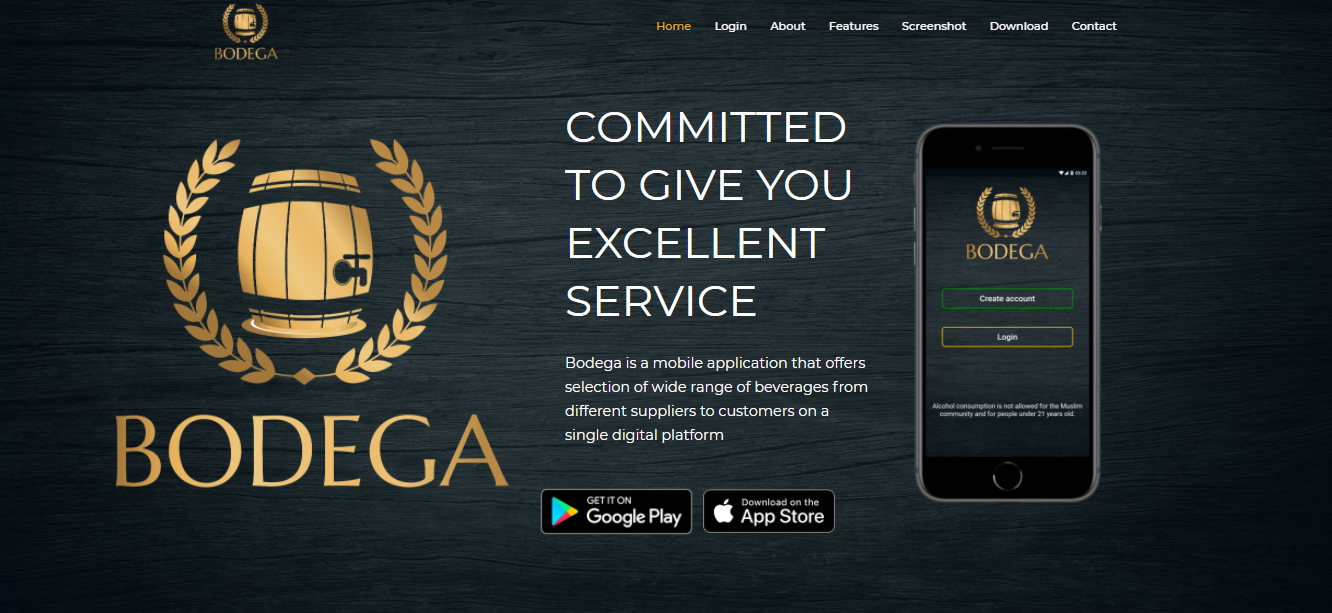 BODEGA
Home Login About Features Screenshot Download Contact
BODEGA
COMMITTED
TO GIVE YOU
EXCELLENT
SERVICE
Bodega is a mobile application that offers
selection of wide range of beverages from
different suppliers to customers on a
single digital platform
GET IT ON
Google Play
Download on the
App Store
BODEGA
Create account
Login
Alcohol consumption is not allowed for the Muslim
community and for people under 21 years old.